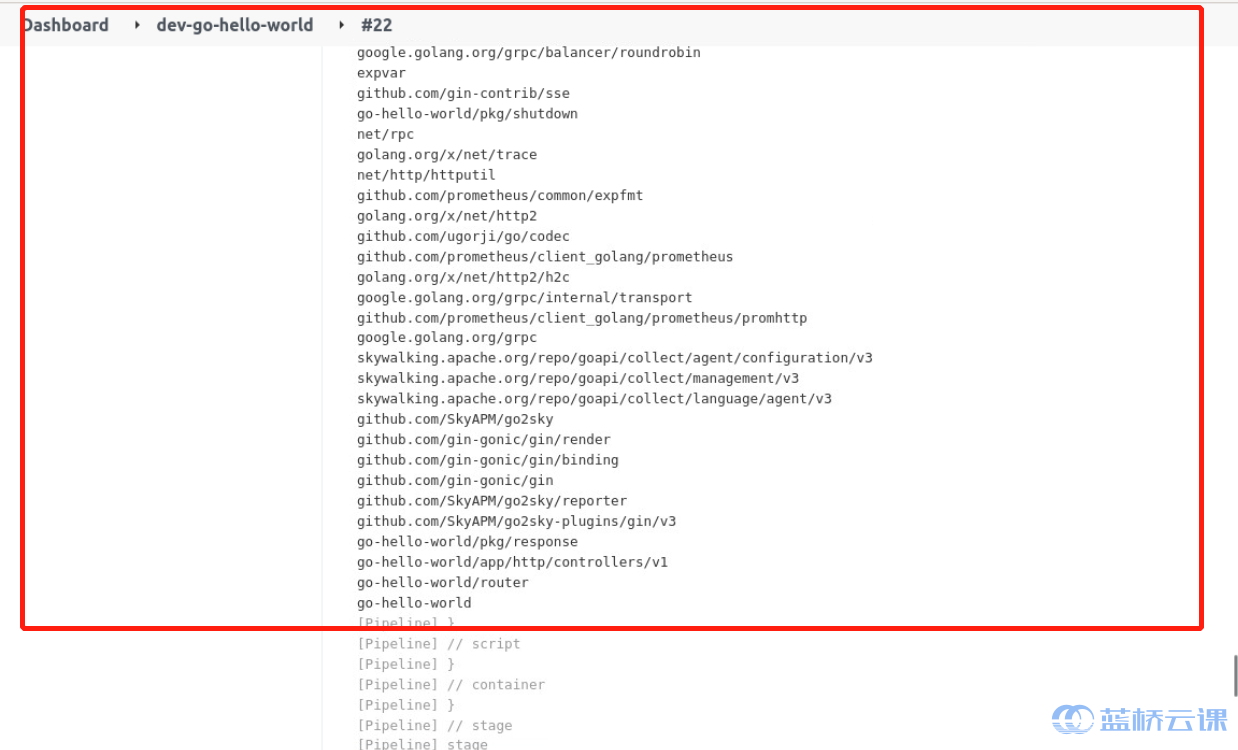 Dashboard ▸ dev-go-hello-world ▸ #22
google.golang.org/grpc/balancer/roundrobin
expvar
github.com/gin-contrib/sse
go-hello-world/pkg/shutdown
net/rpc
golang.org/x/net/trace
net/http/httputil
github.com/prometheus/common/expfmt
golang.org/x/net/http2
github.com/ugorji/go/codec
github.com/prometheus/client_golang/prometheus
golang.org/x/net/http2/h2c
google.golang.org/grpc/internal/transport
github.com/prometheus/client_golang/prometheus/promhttp
google.golang.org/grpc
skywalking.apache.org/repo/goapi/collect/agent/configuration/v3
skywalking.apache.org/repo/goapi/collect/management/v3
skywalking.apache.org/repo/goapi/collect/language/agent/v3
github.com/SkyAPM/go2sky
github.com/gin-gonic/gin/render
github.com/gin-gonic/gin/binding
github.com/gin-gonic/gin
github.com/SkyAPM/go2sky/reporter
github.com/SkyAPM/go2sky-plugins/gin/v3
go-hello-world/pkg/response
go-hello-world/app/http/controllers/v1
go-hello-world/router
go-hello-world
[Pipeline] }
[Pipeline] // script
[Pipeline] }
[Pipeline] // container
[Pipeline] }
[Pipeline] // stage
[Pipeline] stage
蓝桥云课